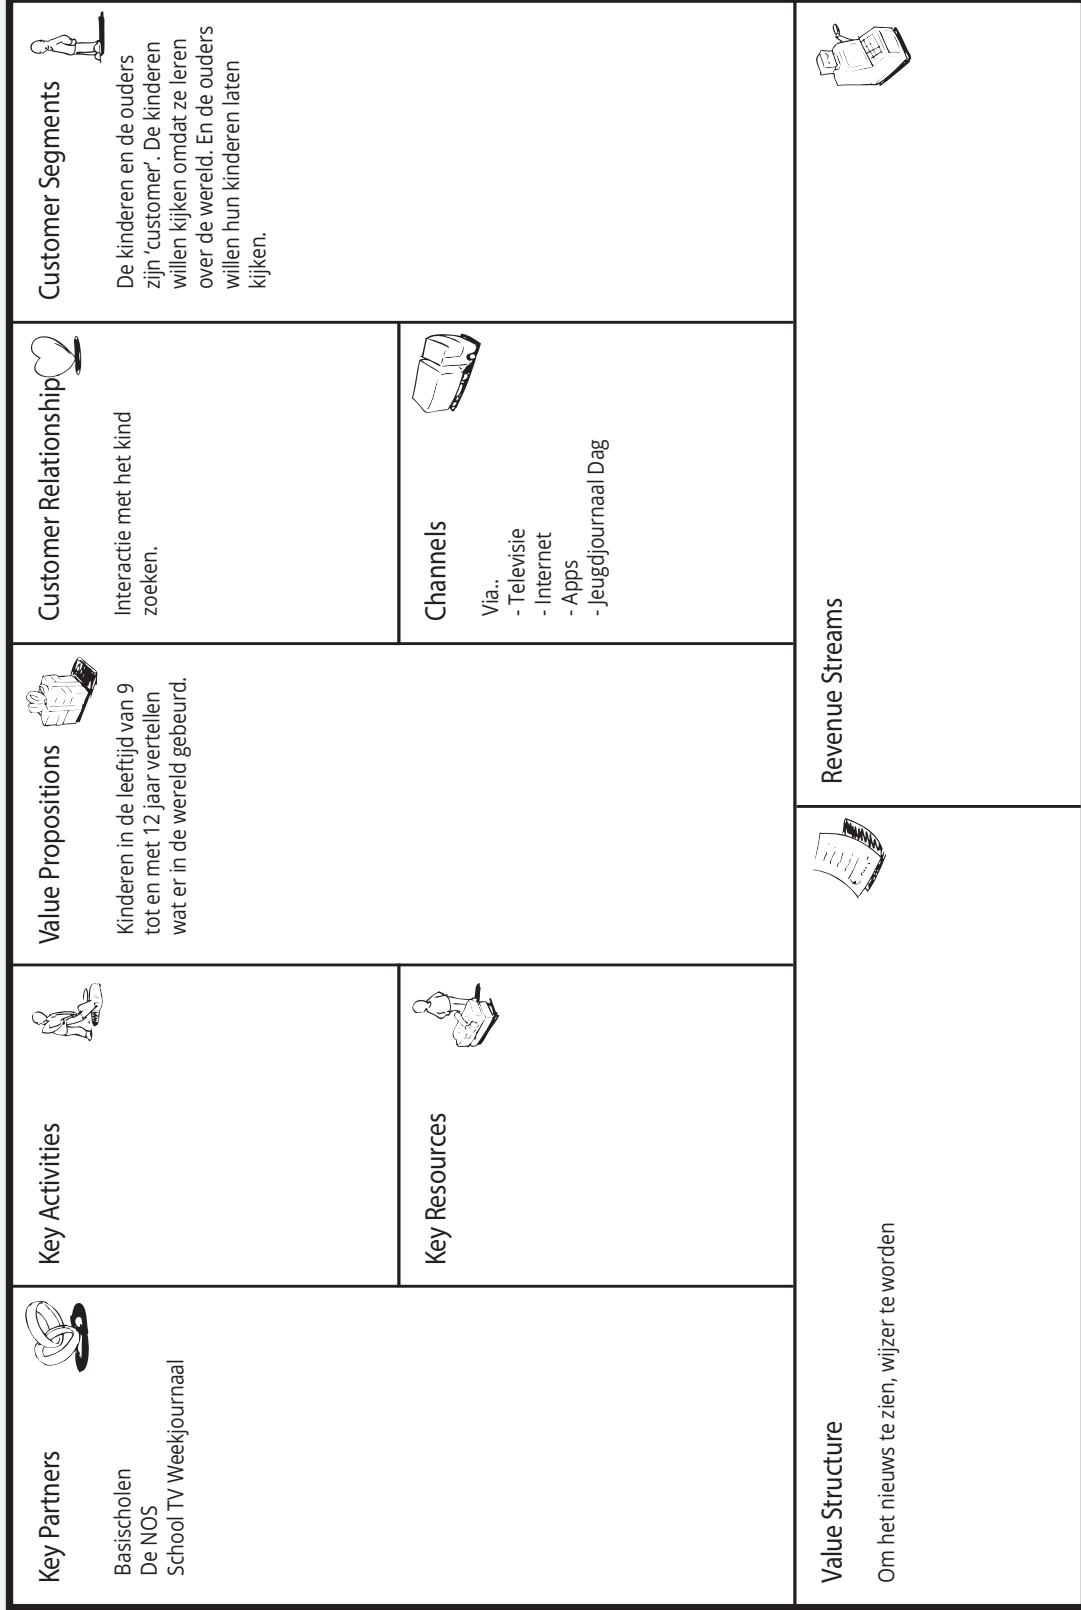 Key Partners
Basischolen
De NOS
School TV Weekjournaal
Key Activities
Key Resources
Value Propositions
Kinderen in de leeftijd van 9
tot en met 12 jaar vertellen
wat er in de wereld gebeurd.
Customer Relationship
Interactie met het kind
zoeken.
Channels
Via..
- Televisie
- Internet
- Apps
- Jeugdjournaal Dag
Customer Segments
De kinderen en de ouders
zijn ‘customer’. De kinderen
willen kijken omdat ze leren
over de wereld. En de ouders
willen hun kinderen laten
kijken.
Value Structure
Om het nieuws te zien, wijzer te worden
Revenue Streams